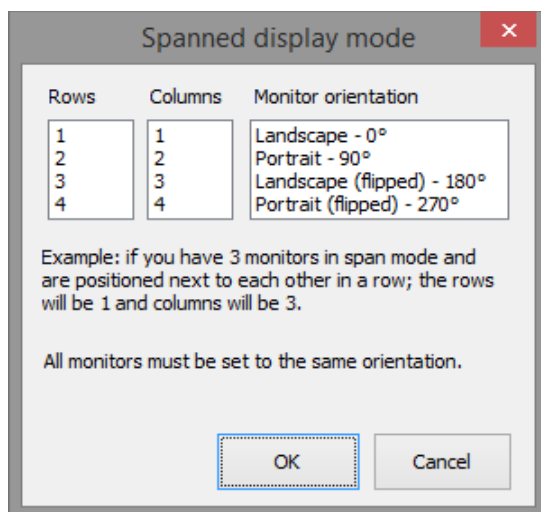 Spanned display mode
Rows Columns Monitor orientation
1 1 Landscape - 0°
2 2 Portrait - 90°
3 3 Landscape (flipped) - 180°
4 4 Portrait (flipped) - 270°
Example: if you have 3 monitors in span mode and
are positioned next to each other in a row; the rows
will be 1 and columns will be 3.
All monitors must be set to the same orientation.
OK Cancel